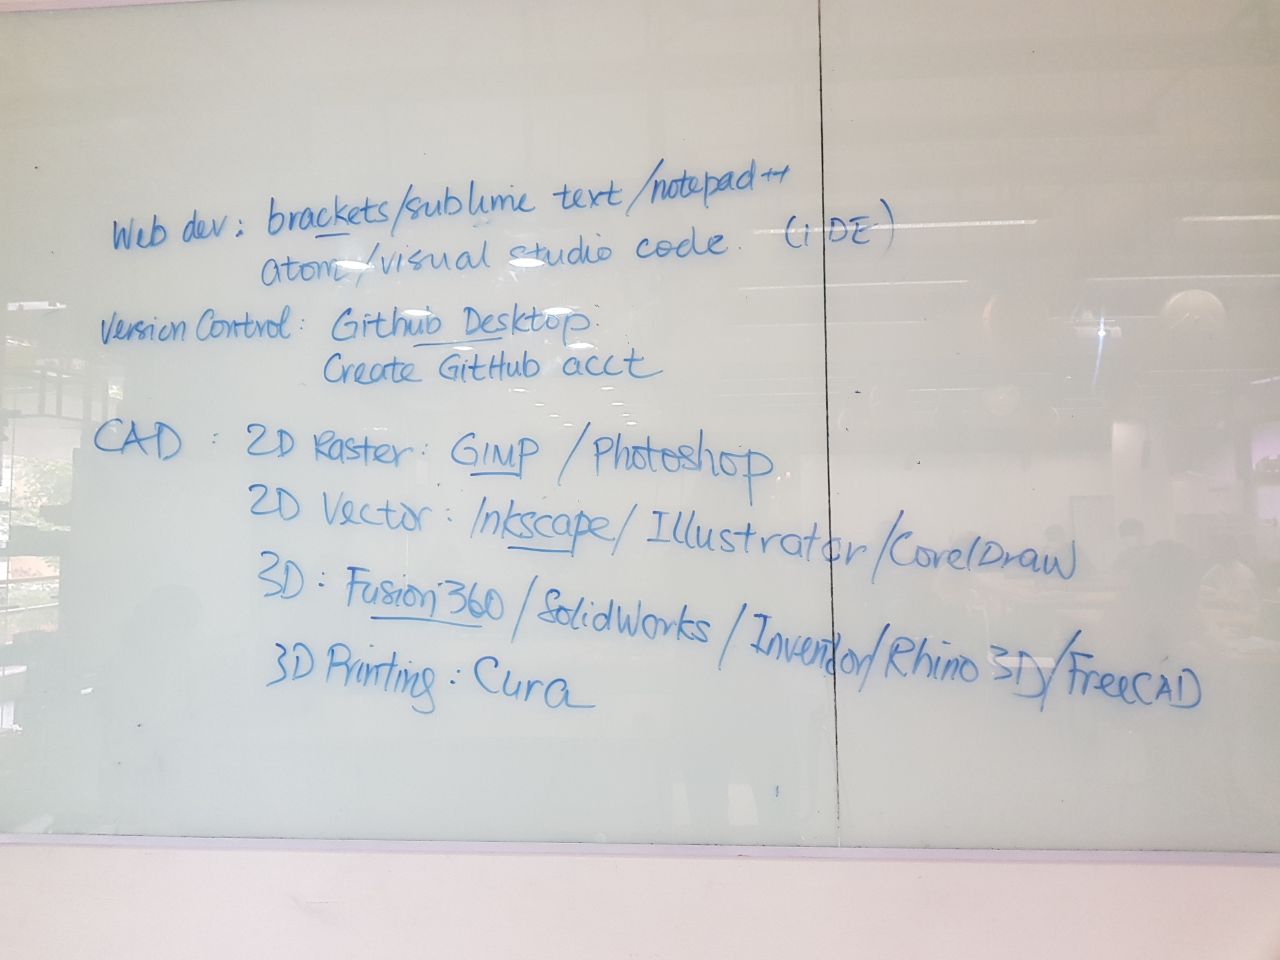 Web dev: brackets/sublime text/notepad++
atom/visual studio code. (iDE)
Version Control: Github Desktop.
Create GitHub acct
CAD: 2D Raster: GIMP / Photoshop
2D Vector: Inkscape/ Illustrator/CorelDraw
3D: Fusion 360/SolidWorks/Inventor/Rhino 3D/FreeCAD
3D Printing: Cura